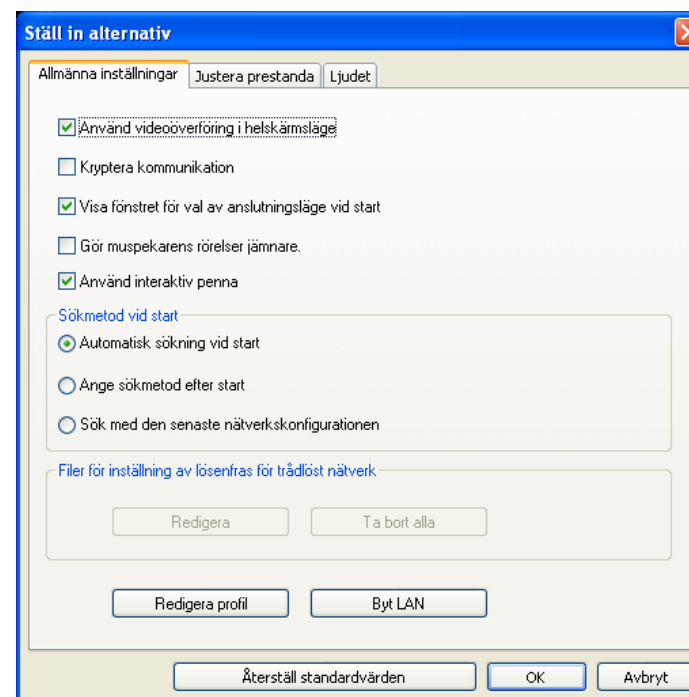 Ställ in alternativ
Allmänna inställningar Justera prestanda Ljudet
Använd videoöverföring i helskärmsläge
Kryptera kommunikation
Visa fönstret för val av anslutningsläge vid start
Gör muspekarens rörelser jämnare.
Använd interaktiv penna
Sökmetod vid start
Automatisk sökning vid start
Ange sökmetod efter start
Sök med den senaste nätverkskonfigurationen
Filer för inställning av lösenfras för trådlöst nätverk
Redigera Ta bort alla
Redigera profil Byt LAN
Återställ standardvärden OK Avbryt